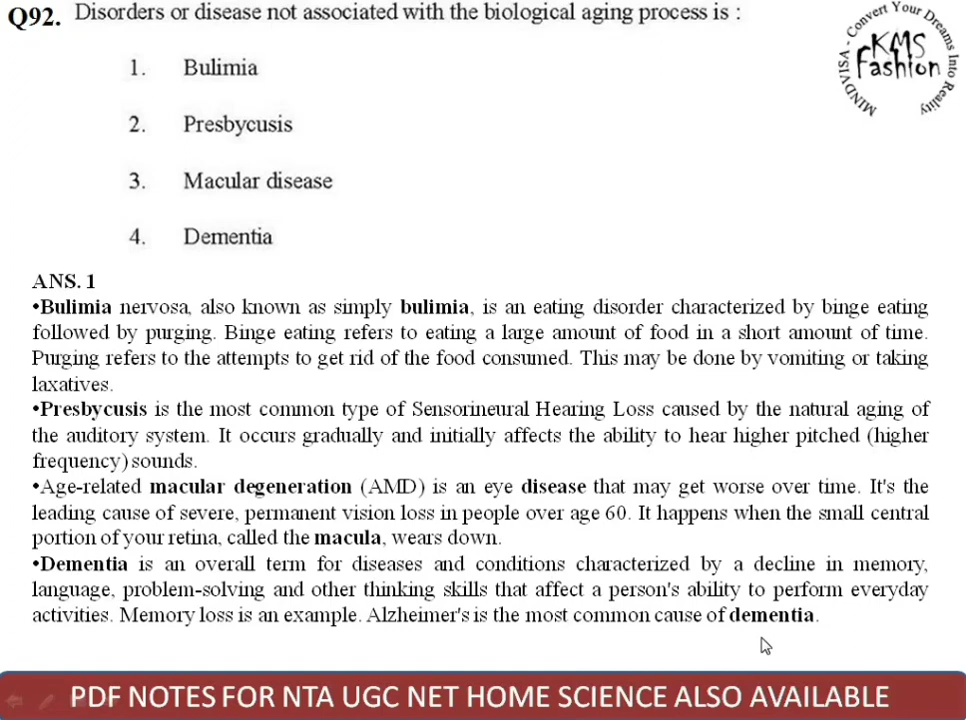 Q92. Disorders or disease not associated with the biological aging process is :
MINDVISA - Convert Your Dreams Into Reality
KMS
Fashion
1. Bulimia
2. Presbycusis
3. Macular disease
4. Dementia
ANS. 1
•Bulimia nervosa, also known as simply bulimia, is an eating disorder characterized by binge eating
followed by purging. Binge eating refers to eating a large amount of food in a short amount of time.
Purging refers to the attempts to get rid of the food consumed. This may be done by vomiting or taking
laxatives.
•Presbycusis is the most common type of Sensorineural Hearing Loss caused by the natural aging of
the auditory system. It occurs gradually and initially affects the ability to hear higher pitched (higher
frequency) sounds.
•Age-related macular degeneration (AMD) is an eye disease that may get worse over time. It's the
leading cause of severe, permanent vision loss in people over age 60. It happens when the small central
portion of your retina, called the macula, wears down.
•Dementia is an overall term for diseases and conditions characterized by a decline in memory,
language, problem-solving and other thinking skills that affect a person's ability to perform everyday
activities. Memory loss is an example. Alzheimer's is the most common cause of dementia.
PDF NOTES FOR NTA UGC NET HOME SCIENCE ALSO AVAILABLE